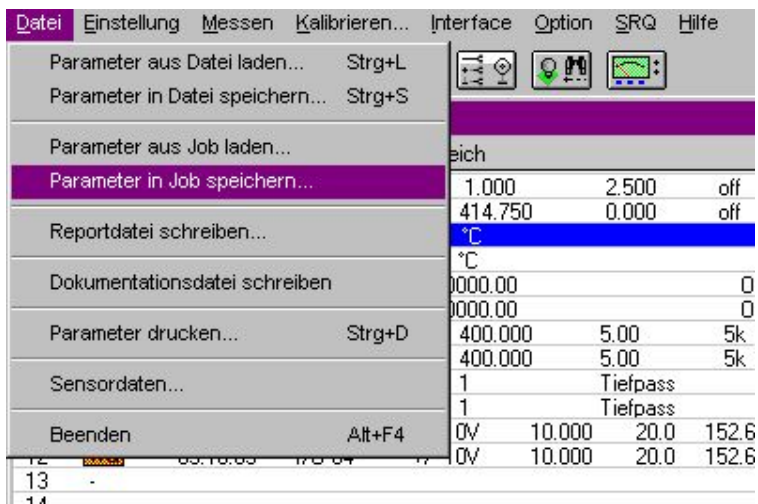 Datei Einstellung Messen Kalibrieren... Interface Option SRQ Hilfe
Parameter aus Datei laden... Strg+L
Parameter in Datei speichern... Strg+S
Parameter aus Job laden...
eich
Parameter in Job speichern...
1.000 2.500 off
414.750 0.000 off
Reportdatei schreiben...
°C
°C
Dokumentationsdatei schreiben
0000.00 0
0000.00 0
Parameter drucken... Strg+D
400.000 5.00 5k
400.000 5.00 5k
Sensordaten...
1 Tiefpass
1 Tiefpass
Beenden Alt+F4
0V 10.000 20.0 152.6
0V 10.000 20.0 152.6
13 -
14